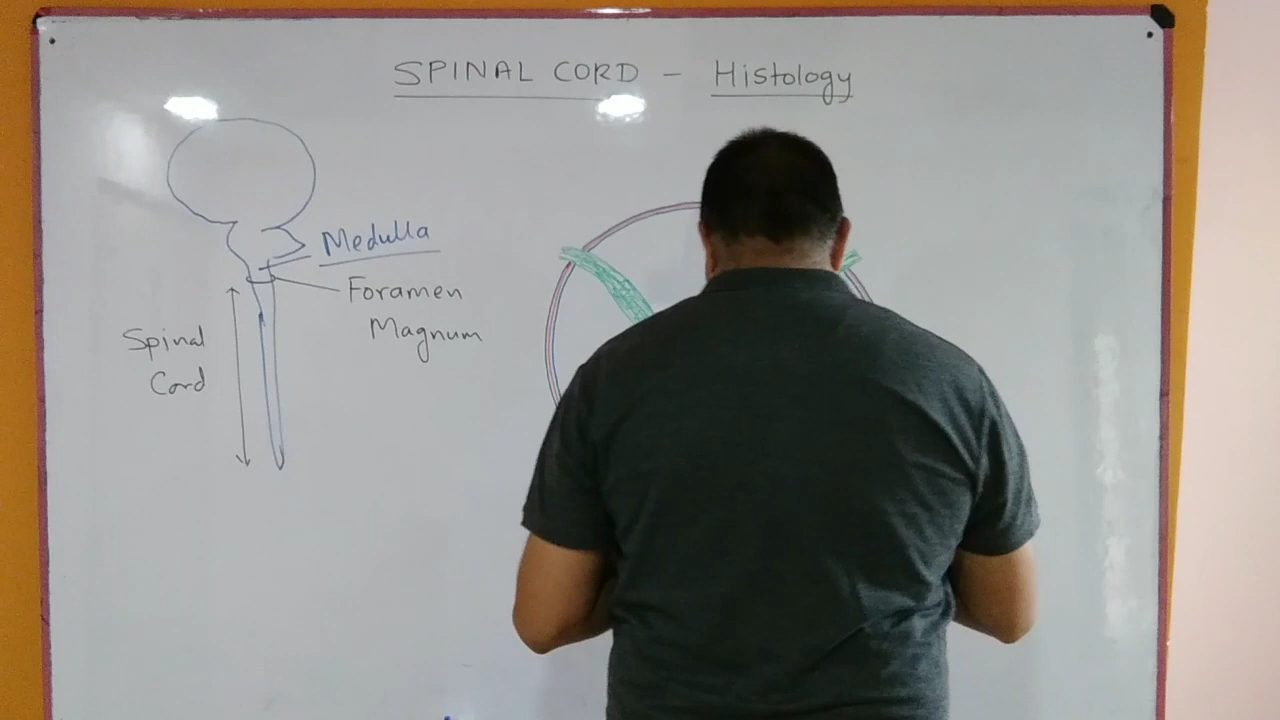 SPINAL CORD - Histology
Medulla
Foramen
Magnum
Spinal
Cord